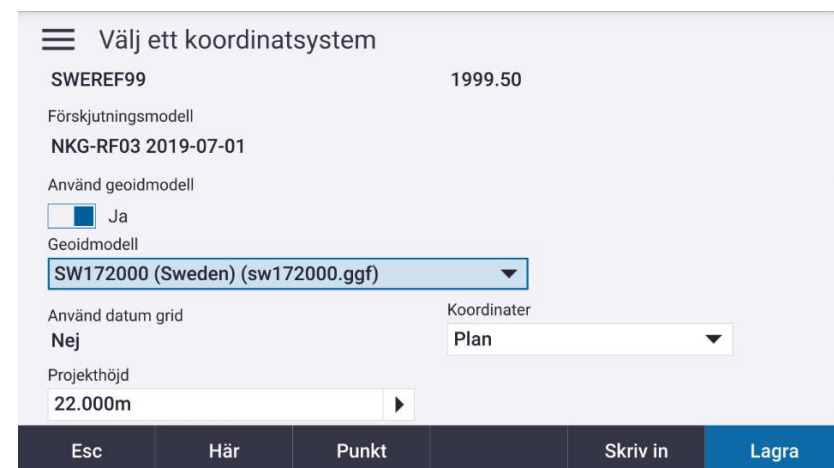 Välj ett koordinatsystem
SWEREF99 1999.50
Förskjutningsmodell
NKG-RF03 2019-07-01
Använd geoidmodell
Ja
Geoidmodell
SW172000 (Sweden) (sw172000.ggf)
Använd datum grid Koordinater
Nej Plan
Projekthöjd
22.000m
Esc Här Punkt Skriv in Lagra